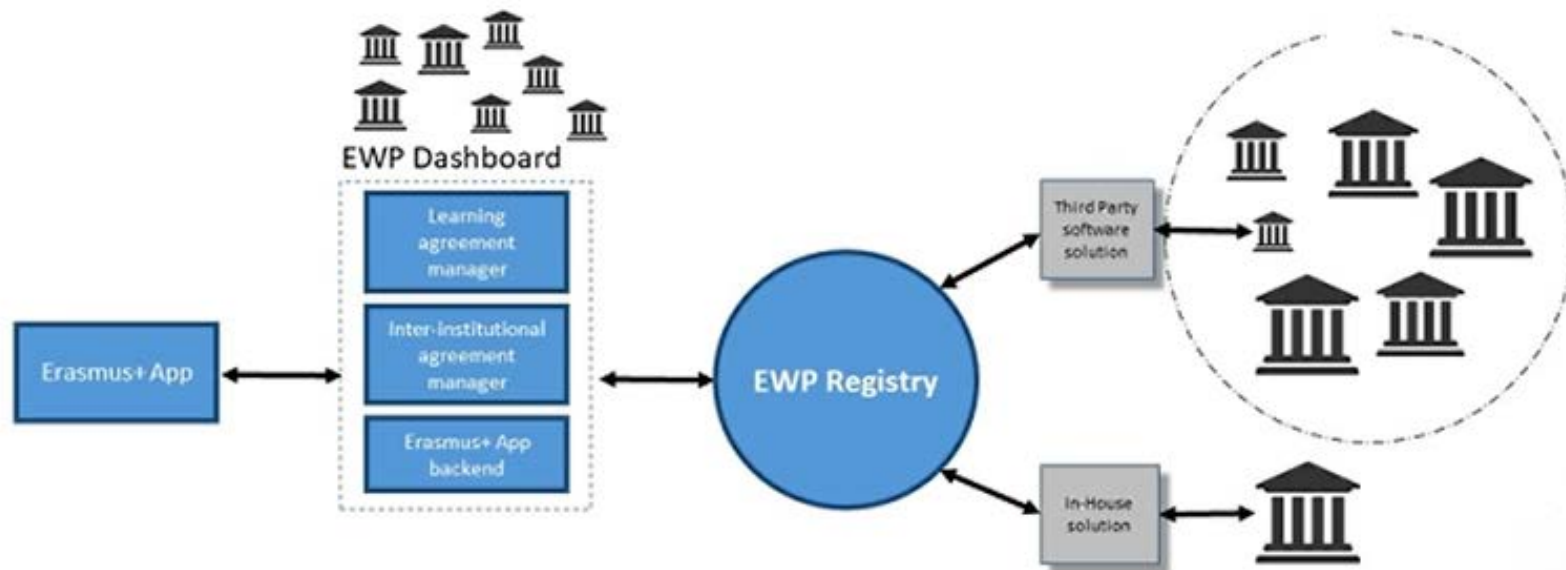 EWP Dashboard
Learning
agreement
manager
Inter-institutional
agreement
manager
Erasmus+ App
backend
Erasmus+ App
EWP Registry
Third Party
software
solution
In-House
solution